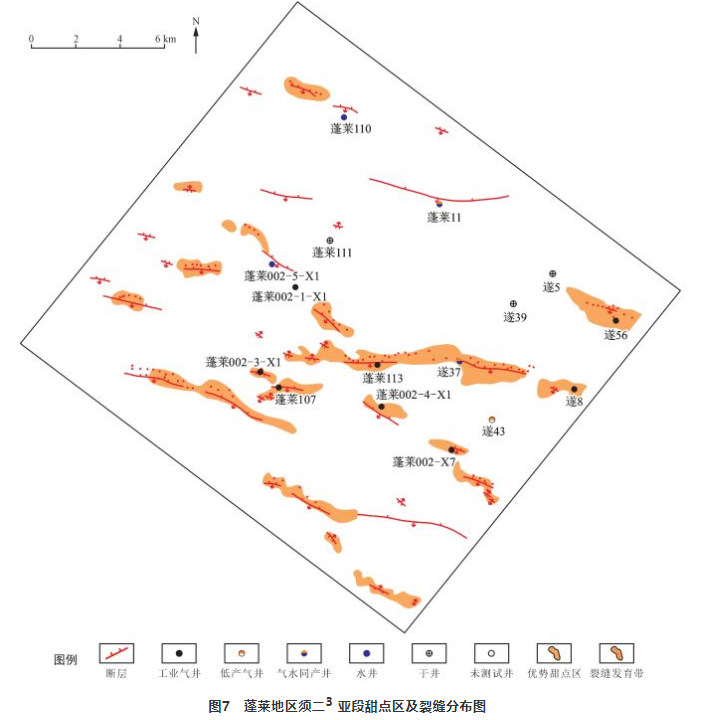 N
0 2 4 6 km
蓬莱110
蓬莱11
蓬莱111
蓬莱002-5-X1
遂5
蓬莱002-1-X1
遂39
遂56
蓬莱002-3-X1
蓬莱113
遂37
蓬莱107
蓬莱002-4-X1
遂8
遂43
蓬莱002-X7
图例
断层 工业气井 低产气井 气水同产井 水井 干井 未测试井 优势甜点区 裂缝发育带
图7 蓬莱地区须二3 亚段甜点区及裂缝分布图